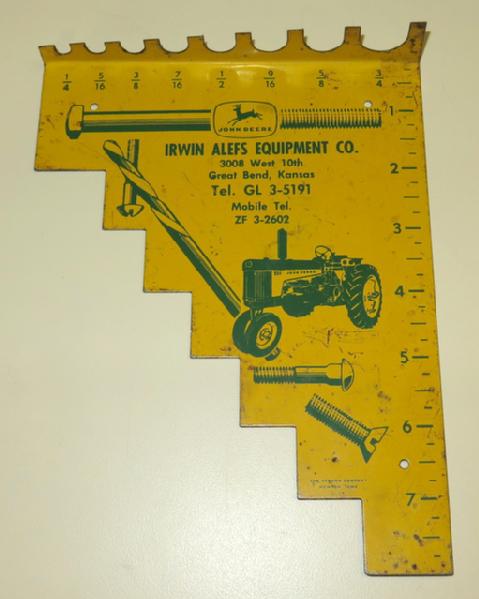 1/4 5/16 3/8 7/16 1/2 9/16 5/8 3/4
JOHN DEERE
IRWIN ALEFS EQUIPMENT CO.
3008 West 10th
Great Bend, Kansas
Tel. GL 3-5191
Mobile Tel.
ZF 3-2602
JOHN DEERE
1
2
3
4
5
6
7